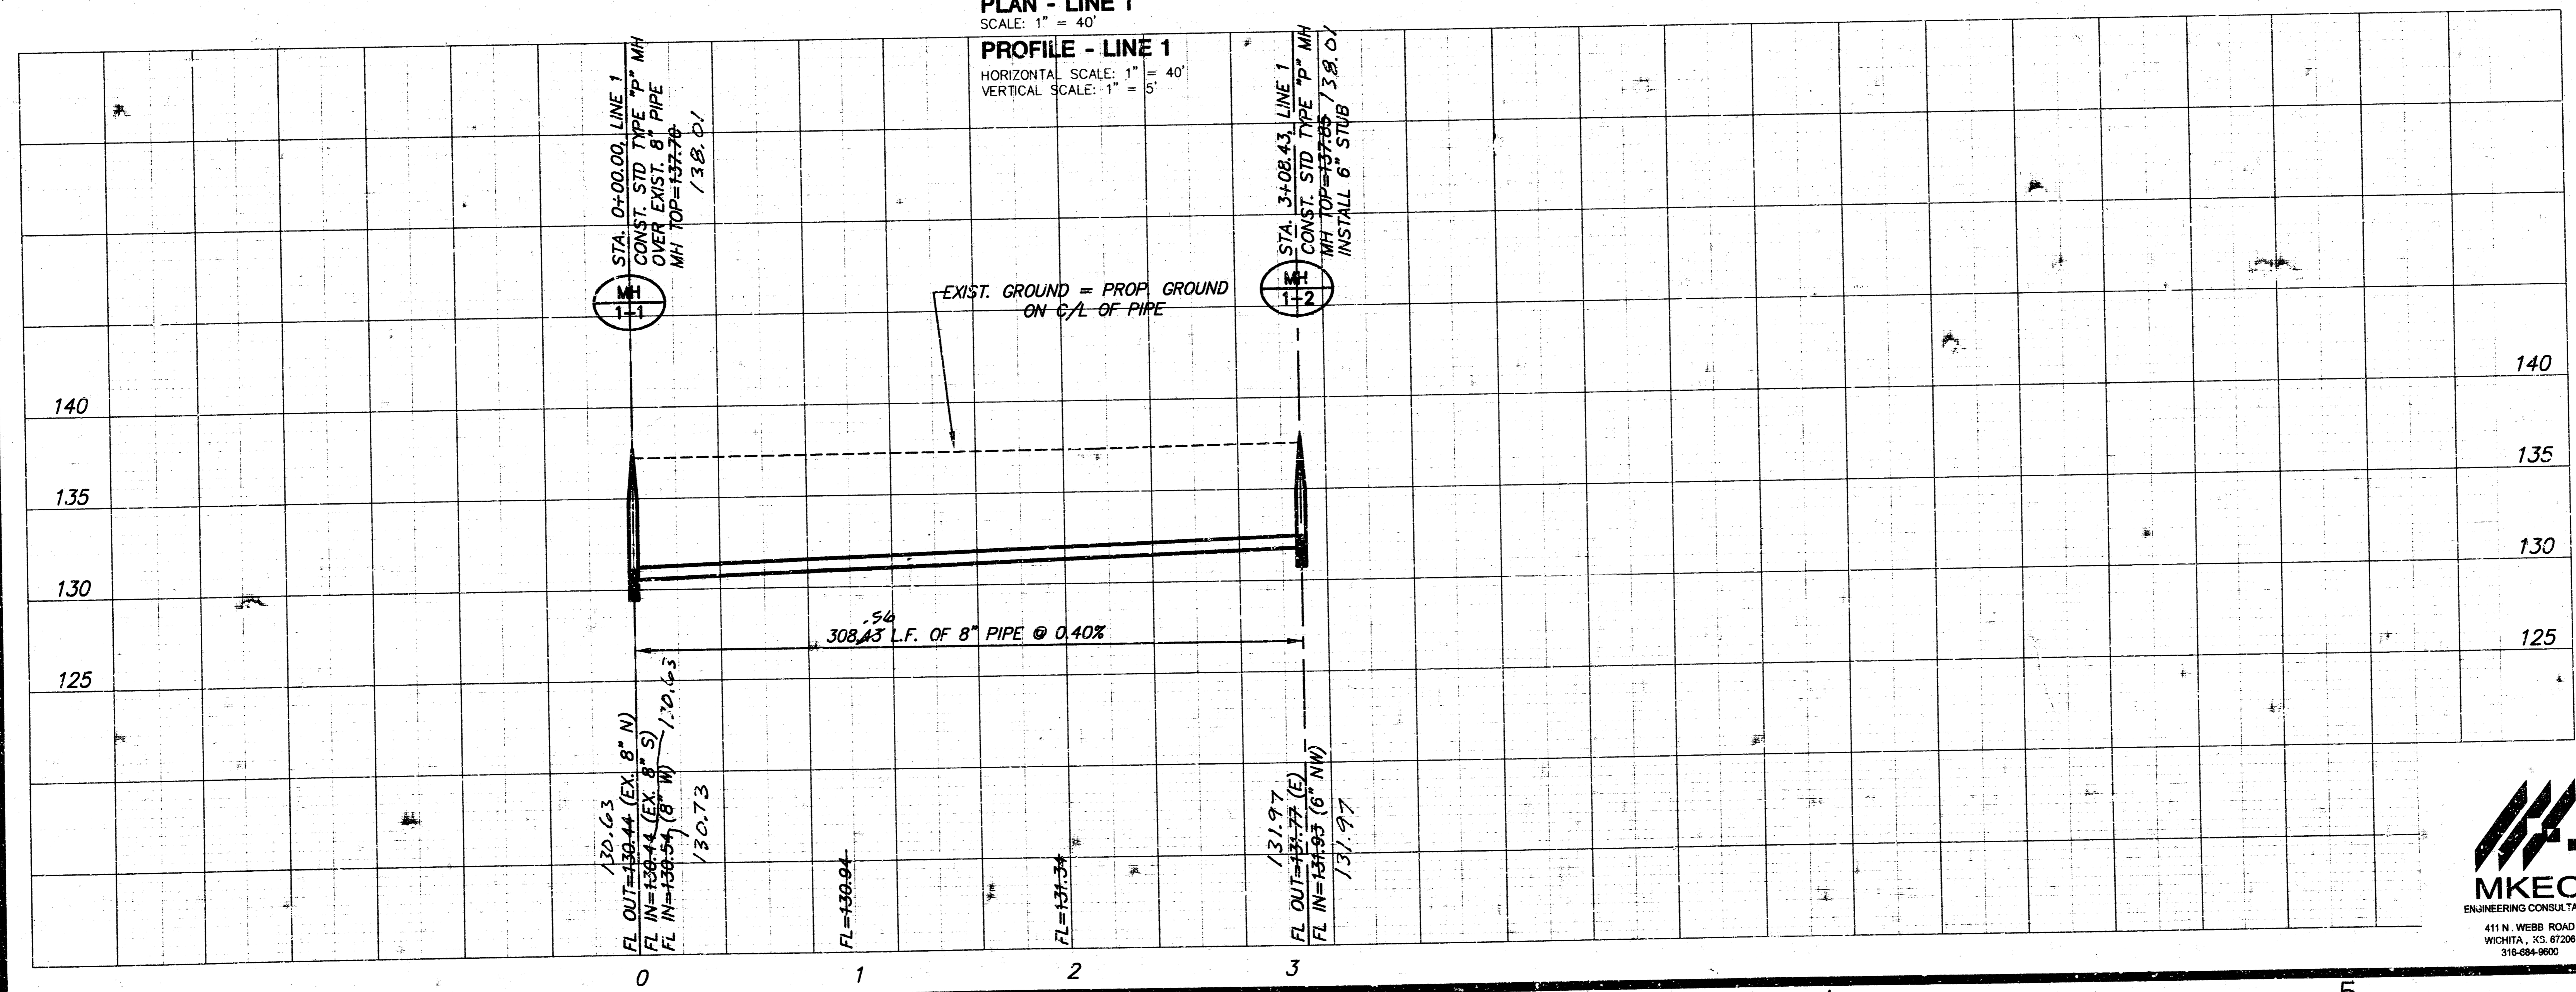 PLAN - LINE 1
SCALE: 1" = 40'
PROFILE - LINE 1
HORIZONTAL SCALE: 1" = 40'
VERTICAL SCALE: 1" = 5'
STA. 0+00.00, LINE 1
CONST. STD TYPE "P" MH
OVER EXIST. 8" PIPE
MH TOP=137.70
138.01
MH
1-1
STA. 3+08.43, LINE 1
CONST. STD TYPE "P" MH
MH TOP=137.85 138.01
INSTALL 6" STUB
MH
1-2
EXIST. GROUND = PROP. GROUND
ON C/L OF PIPE
140
140
135
135
130
130
125
125
.56
308.43 L.F. OF 8" PIPE @ 0.40%
130.63
FL OUT=130.44 (EX. 8" N)
FL IN=130.44 (EX. 8" S) 130.63
FL IN=130.54 (8" W)
130.73
FL=130.94
FL=131.34
131.97
FL OUT=131.77 (E)
FL IN=131.93 (6" NW)
131.97
0
1
2
3
5
MKEC
ENGINEERING CONSULTA
411 N. WEBB ROAD
WICHITA, KS. 67206
316-684-9600